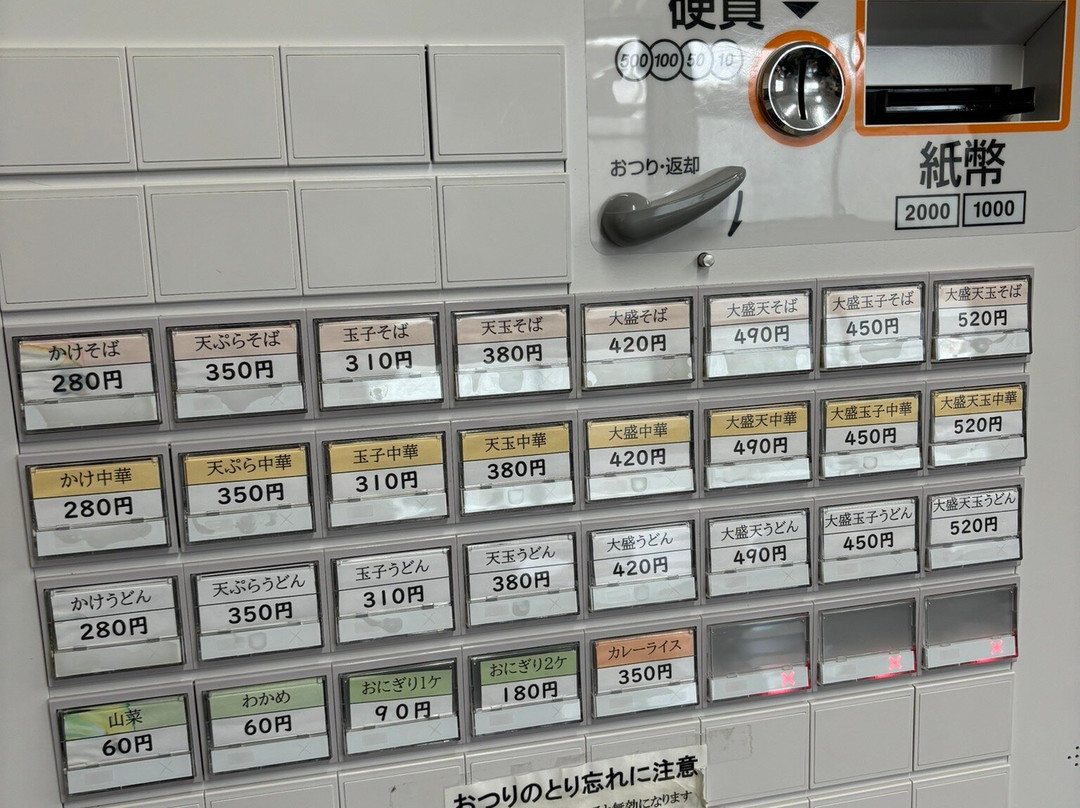 硬貨
500 100 50 10
おつり・返却
紙幣
2000 1000
かけそば
280円
天ぷらそば
350円
玉子そば
310円
天玉そば
380円
大盛そば
420円
大盛天そば
490円
大盛玉子そば
450円
大盛天玉そば
520円
かけ中華
280円
天ぷら中華
350円
玉子中華
310円
天玉中華
380円
大盛中華
420円
大盛天中華
490円
大盛玉子中華
450円
大盛天玉中華
520円
かけうどん
280円
天ぷらうどん
350円
玉子うどん
310円
天玉うどん
380円
大盛うどん
420円
大盛天うどん
490円
大盛玉子うどん
450円
大盛天玉うどん
520円
山菜
60円
わかめ
60円
おにぎり1ケ
90円
おにぎり2ケ
180円
カレーライス
350円
おつりのとり忘れに注意
無効になります